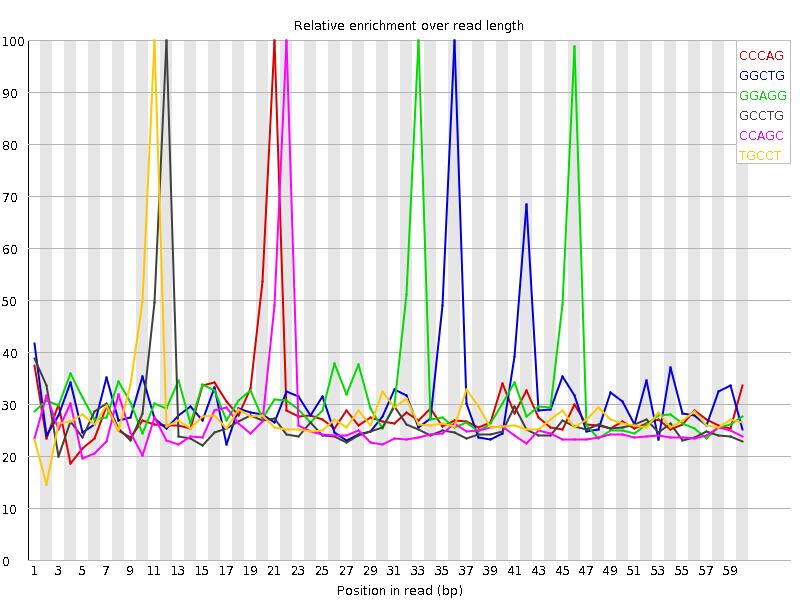 Relative enrichment over read length
100
90
80
70
60
50
40
30
20
10
0
CCCAG
GGCTG
GGAGG
GCCTG
CCAGC
TGCCT
1 3 5 7 9 11 13 15 17 19 21 23 25 27 29 31 33 35 37 39 41 43 45 47 49 51 53 55 57 59
Position in read (bp)